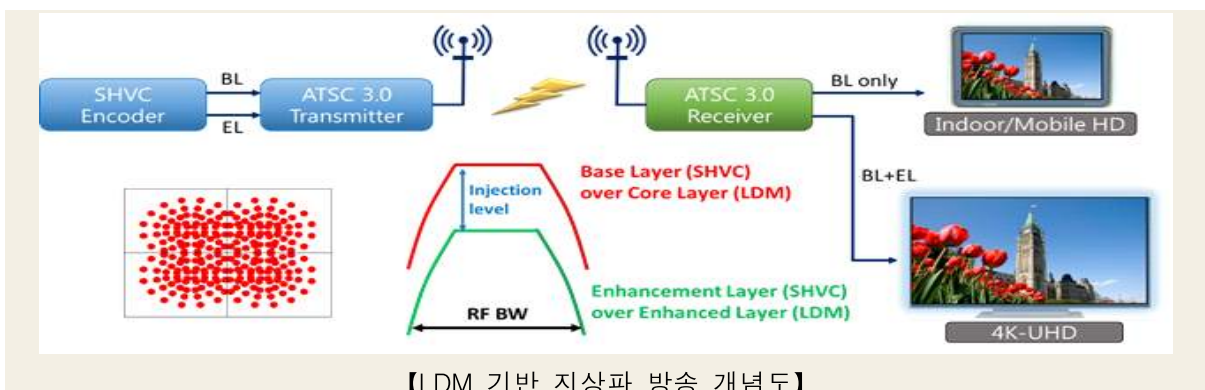 SHVC
Encoder
BL
EL
ATSC 3.0
Transmitter
ATSC 3.0
Receiver
BL only
Indoor/Mobile HD
BL+EL
4K-UHD
Injection
level
Base Layer (SHVC)
over Core Layer (LDM)
RF BW
Enhancement Layer (SHVC)
over Enhanced Layer (LDM)
【LDM 기반 지상파 방송 개념도】